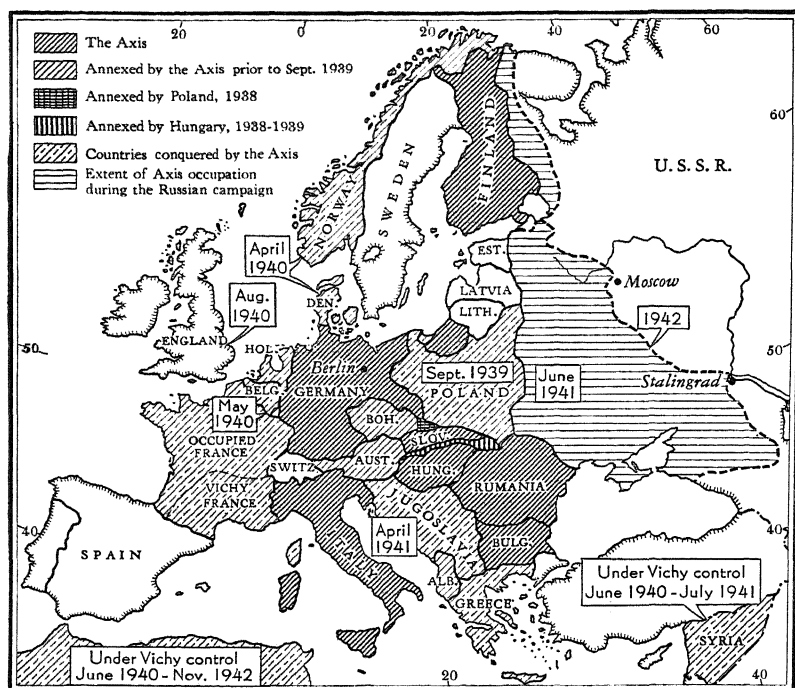 20 0 20 40 60
The Axis
Annexed by the Axis prior to Sept. 1939
Annexed by Poland, 1938
Annexed by Hungary, 1938-1939
Countries conquered by the Axis
Extent of Axis occupation
during the Russian campaign
60
U.S.S.R.
FINLAND
SWEDEN
NORWAY
April
1940
EST.
Moscow
LATVIA
DEN.
Aug.
1940
LITH.
1942
ENGLAND
50
HOL.
Berlin
Sept. 1939
50
Stalingrad
GERMANY
POLAND
June
1941
BELG.
May
1940
BOH.
OCCUPIED
FRANCE
SLOV.
SWITZ.
AUST.
HUNG.
VICHY
FRANCE
RUMANIA
40
JUGOSLAVIA
40
SPAIN
ITALY
April
1941
BULG.
ALB.
Under Vichy control
June 1940-July 1941
GREECE
SYRIA
Under Vichy control
June 1940-Nov. 1942
20 40